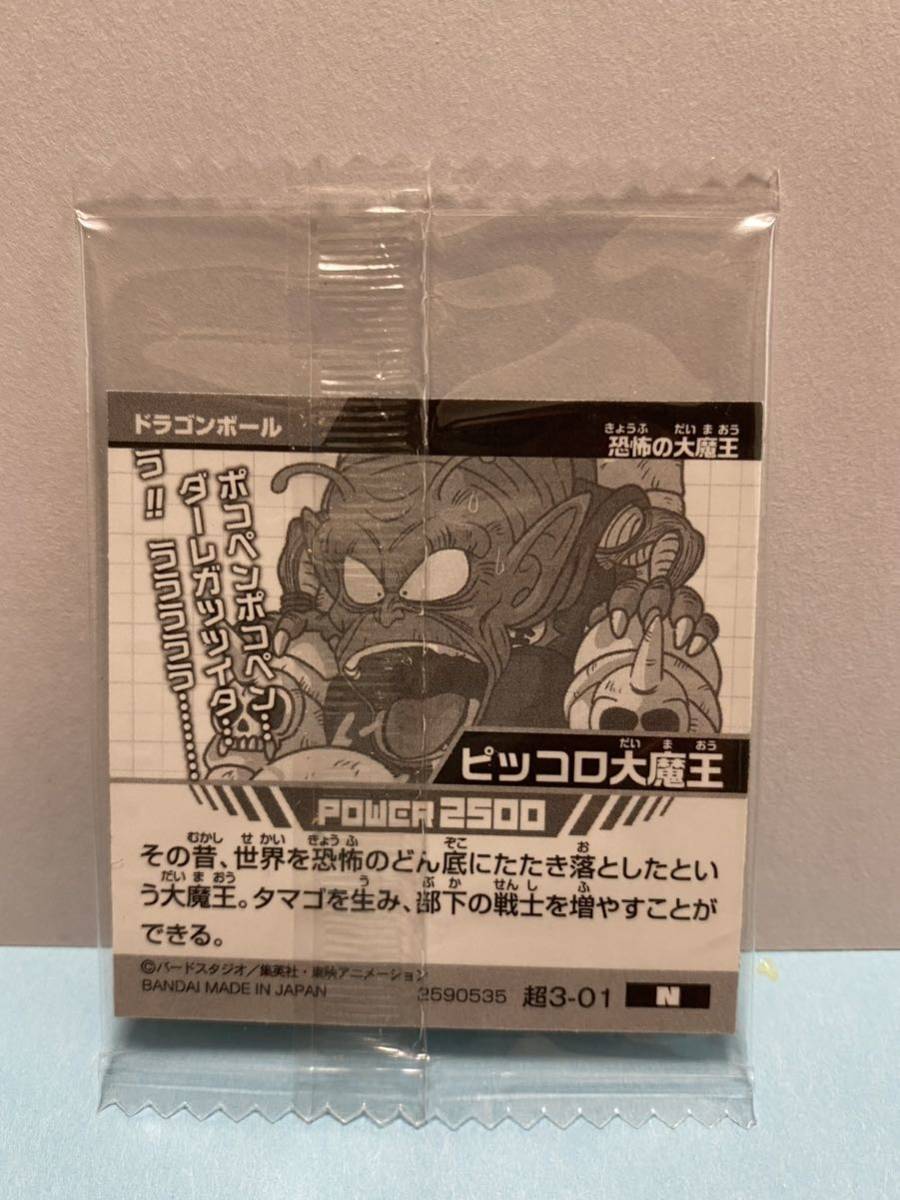 ドラゴンボール
きょうふ だいまおう
恐怖の大魔王
ポコペンポコペン…
ダーレガツツイタ…
う!! ううううう…………
だいまおう
ピッコロ大魔王
POWER 2500
むかし せかい きょうふ ぞこ お
その昔、世界を恐怖のどん底にたたき落としたとい
だいまおう う ぶか せんし ふ
う大魔王。タマゴを生み、部下の戦士を増やすことが
できる。
©バードスタジオ/集英社・東映アニメーション
BANDAI MADE IN JAPAN 2590535 超3-01 N